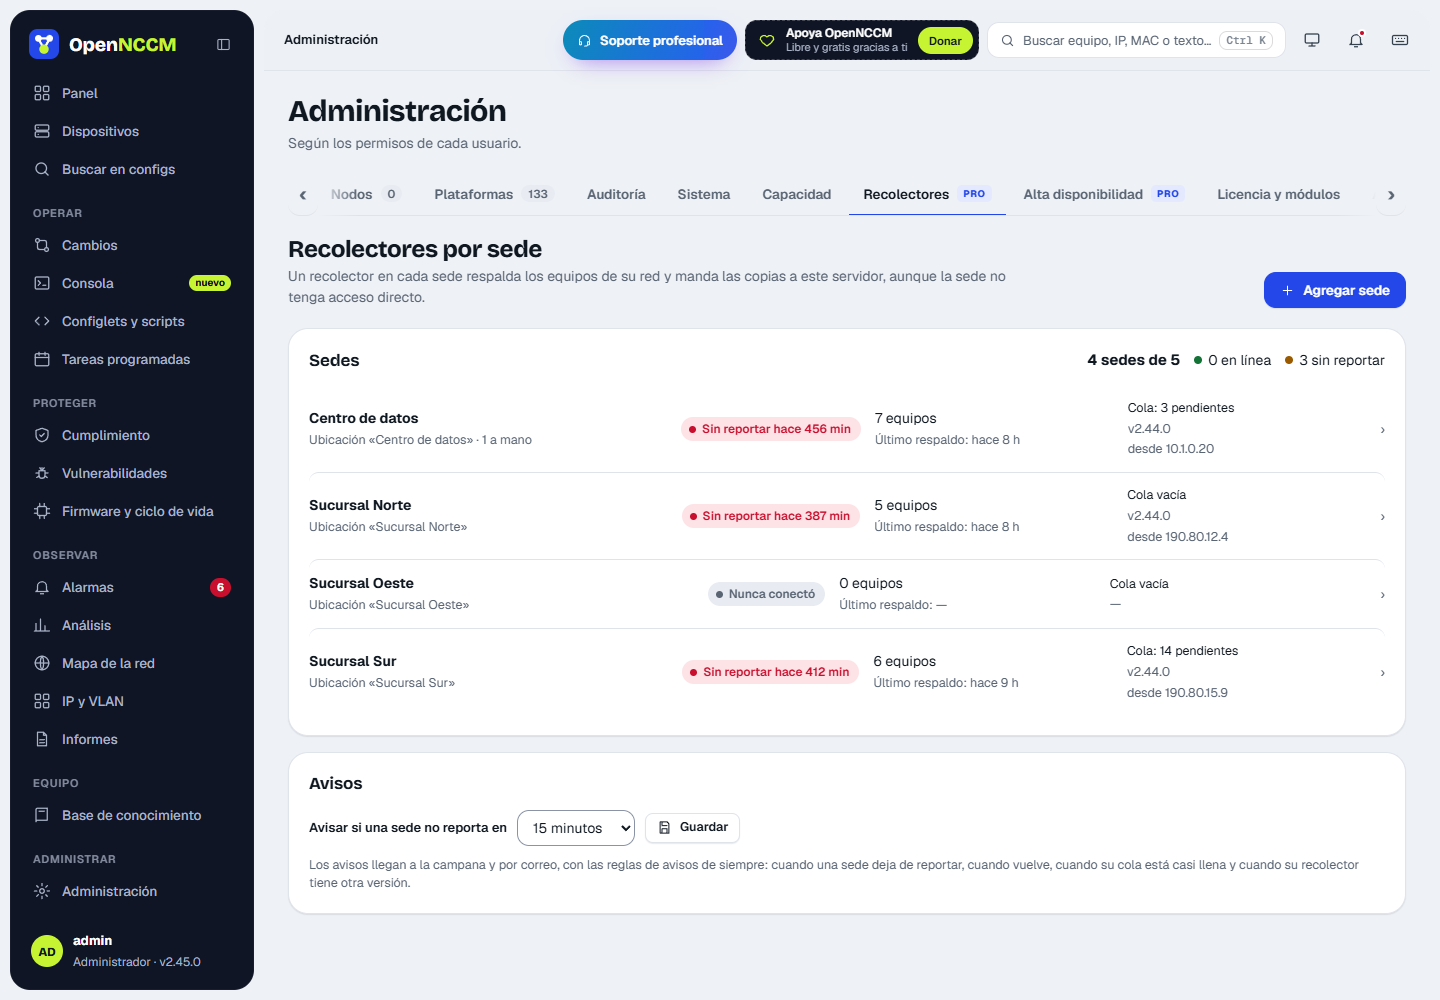 OpenNCCM
Panel
Dispositivos
Buscar en configs
OPERAR
Cambios
Consola
nuevo
Configlets y scripts
Tareas programadas
PROTEGER
Cumplimiento
Vulnerabilidades
Firmware y ciclo de vida
OBSERVAR
Alarmas
6
Análisis
Mapa de la red
IP y VLAN
Informes
EQUIPO
Base de conocimiento
ADMINISTRAR
Administración
AD
admin
Administrador · v2.45.0
Administración
Soporte profesional
Apoya OpenNCCM
Libre y gratis gracias a ti
Donar
Buscar equipo, IP, MAC o texto...
Ctrl K
Administración
Según los permisos de cada usuario.
‹
Nodos 0
Plataformas 133
Auditoría
Sistema
Capacidad
Recolectores PRO
Alta disponibilidad PRO
Licencia y módulos
›
Recolectores por sede
Un recolector en cada sede respalda los equipos de su red y manda las copias a este servidor, aunque la sede no
tenga acceso directo.
+ Agregar sede
Sedes
4 sedes de 5
0 en línea
3 sin reportar
Centro de datos
Ubicación «Centro de datos» · 1 a mano
Sin reportar hace 456 min
7 equipos
Último respaldo: hace 8 h
Cola: 3 pendientes
v2.44.0
desde 10.1.0.20
›
Sucursal Norte
Ubicación «Sucursal Norte»
Sin reportar hace 387 min
5 equipos
Último respaldo: hace 8 h
Cola vacía
v2.44.0
desde 190.80.12.4
›
Sucursal Oeste
Ubicación «Sucursal Oeste»
Nunca conectó
0 equipos
Último respaldo: —
Cola vacía
—
›
Sucursal Sur
Ubicación «Sucursal Sur»
Sin reportar hace 412 min
6 equipos
Último respaldo: hace 9 h
Cola: 14 pendientes
v2.44.0
desde 190.80.15.9
›
Avisos
Avisar si una sede no reporta en
15 minutos
Guardar
Los avisos llegan a la campana y por correo, con las reglas de avisos de siempre: cuando una sede deja de reportar, cuando vuelve, cuando su cola está casi llena y cuando su recolector
tiene otra versión.